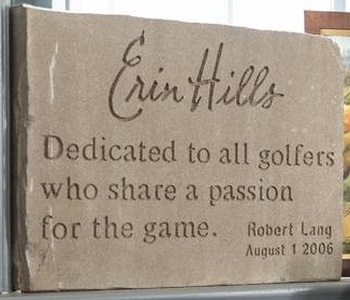 Erin Hills
Dedicated to all golfers
who share a passion
for the game.
Robert Lang
August 1 2006